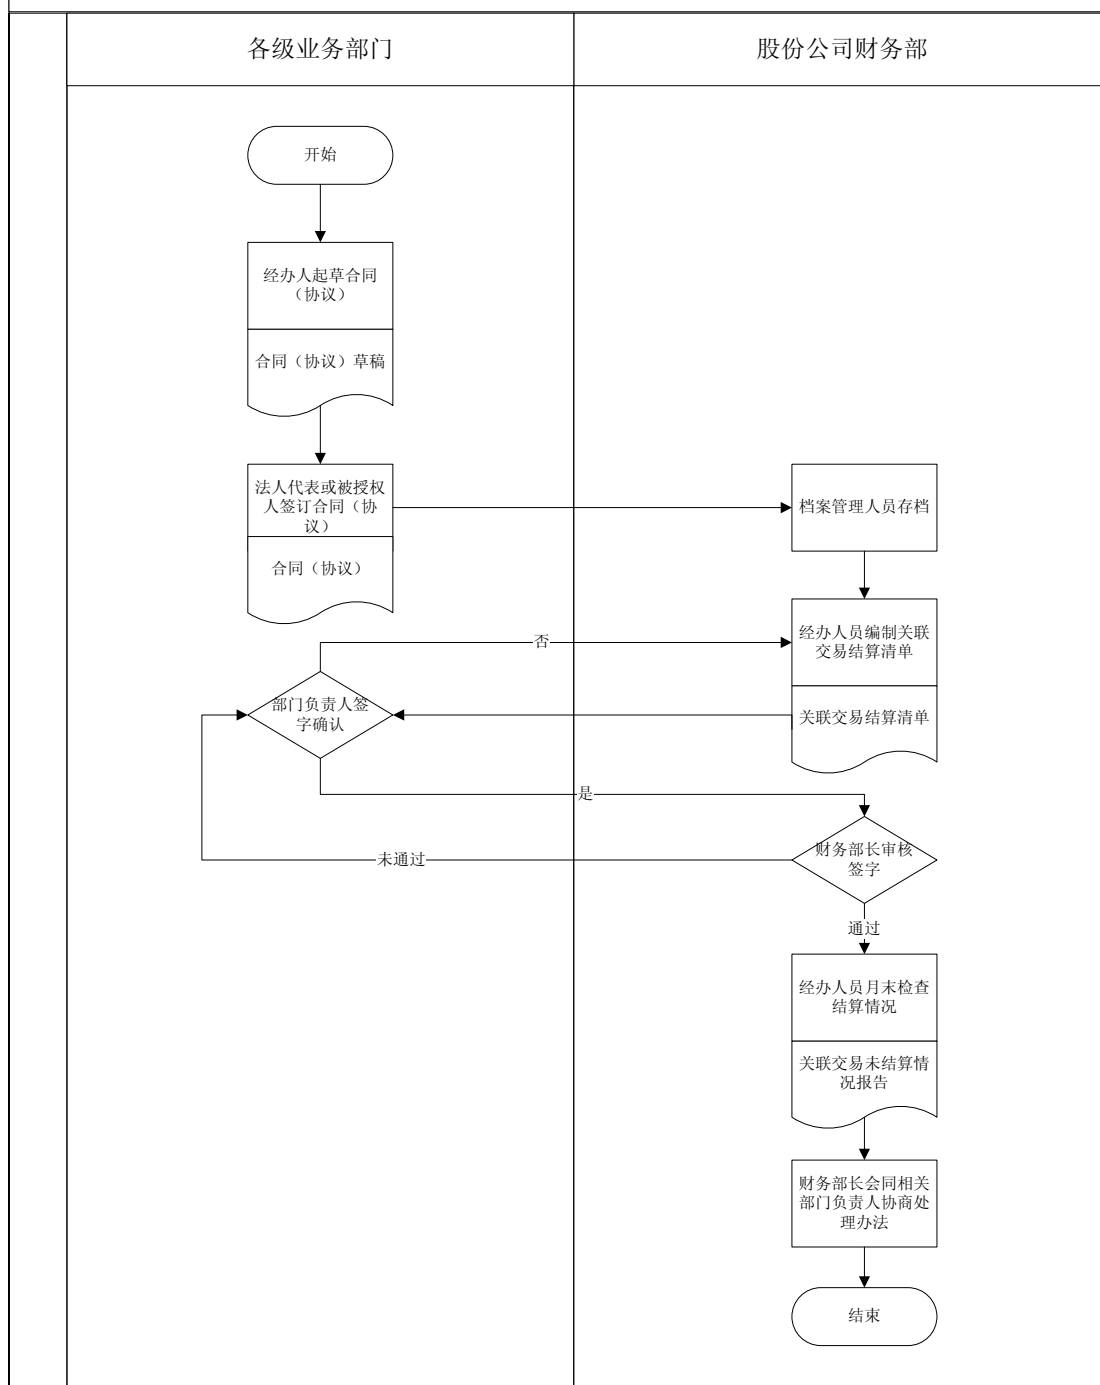 各级业务部门
股份公司财务部
开始
经办人起草合同
（协议）
合同（协议）草稿
法人代表或被授权
人签订合同（协
议）
合同（协议）
档案管理人员存档
经办人员编制关联
交易结算清单
关联交易结算清单
否
部门负责人签
字确认
是
财务部长审核
签字
未通过
通过
经办人员月末检查
结算情况
关联交易未结算情
况报告
财务部长会同相关
部门负责人协商处
理办法
结束